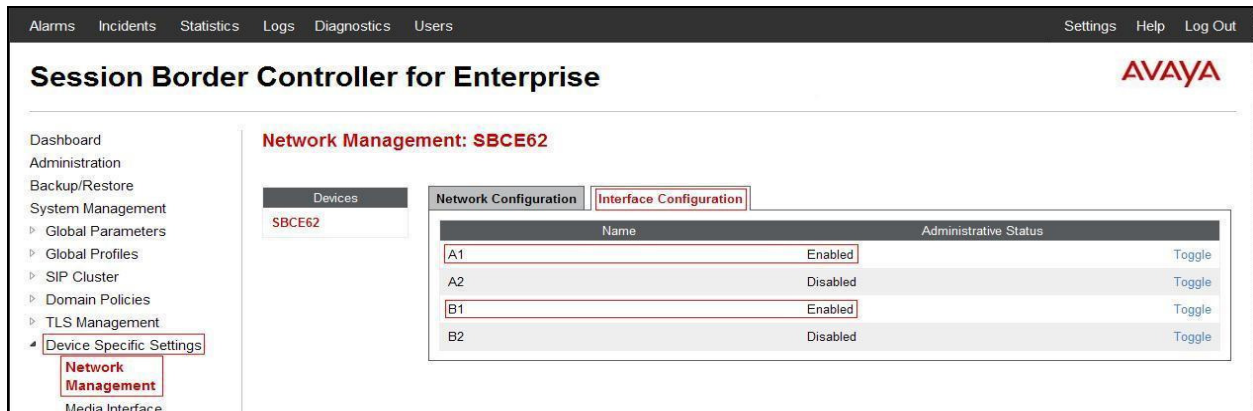 Alarms Incidents Statistics Logs Diagnostics Users Settings Help Log Out
Session Border Controller for Enterprise
AVAYA
Dashboard
Administration
Backup/Restore
System Management
Global Parameters
Global Profiles
SIP Cluster
Domain Policies
TLS Management
Device Specific Settings
Network
Management
Media Interface
Network Management: SBCE62
Devices
SBCE62
Network Configuration Interface Configuration
Name Administrative Status
A1 Enabled Toggle
A2 Disabled Toggle
B1 Enabled Toggle
B2 Disabled Toggle